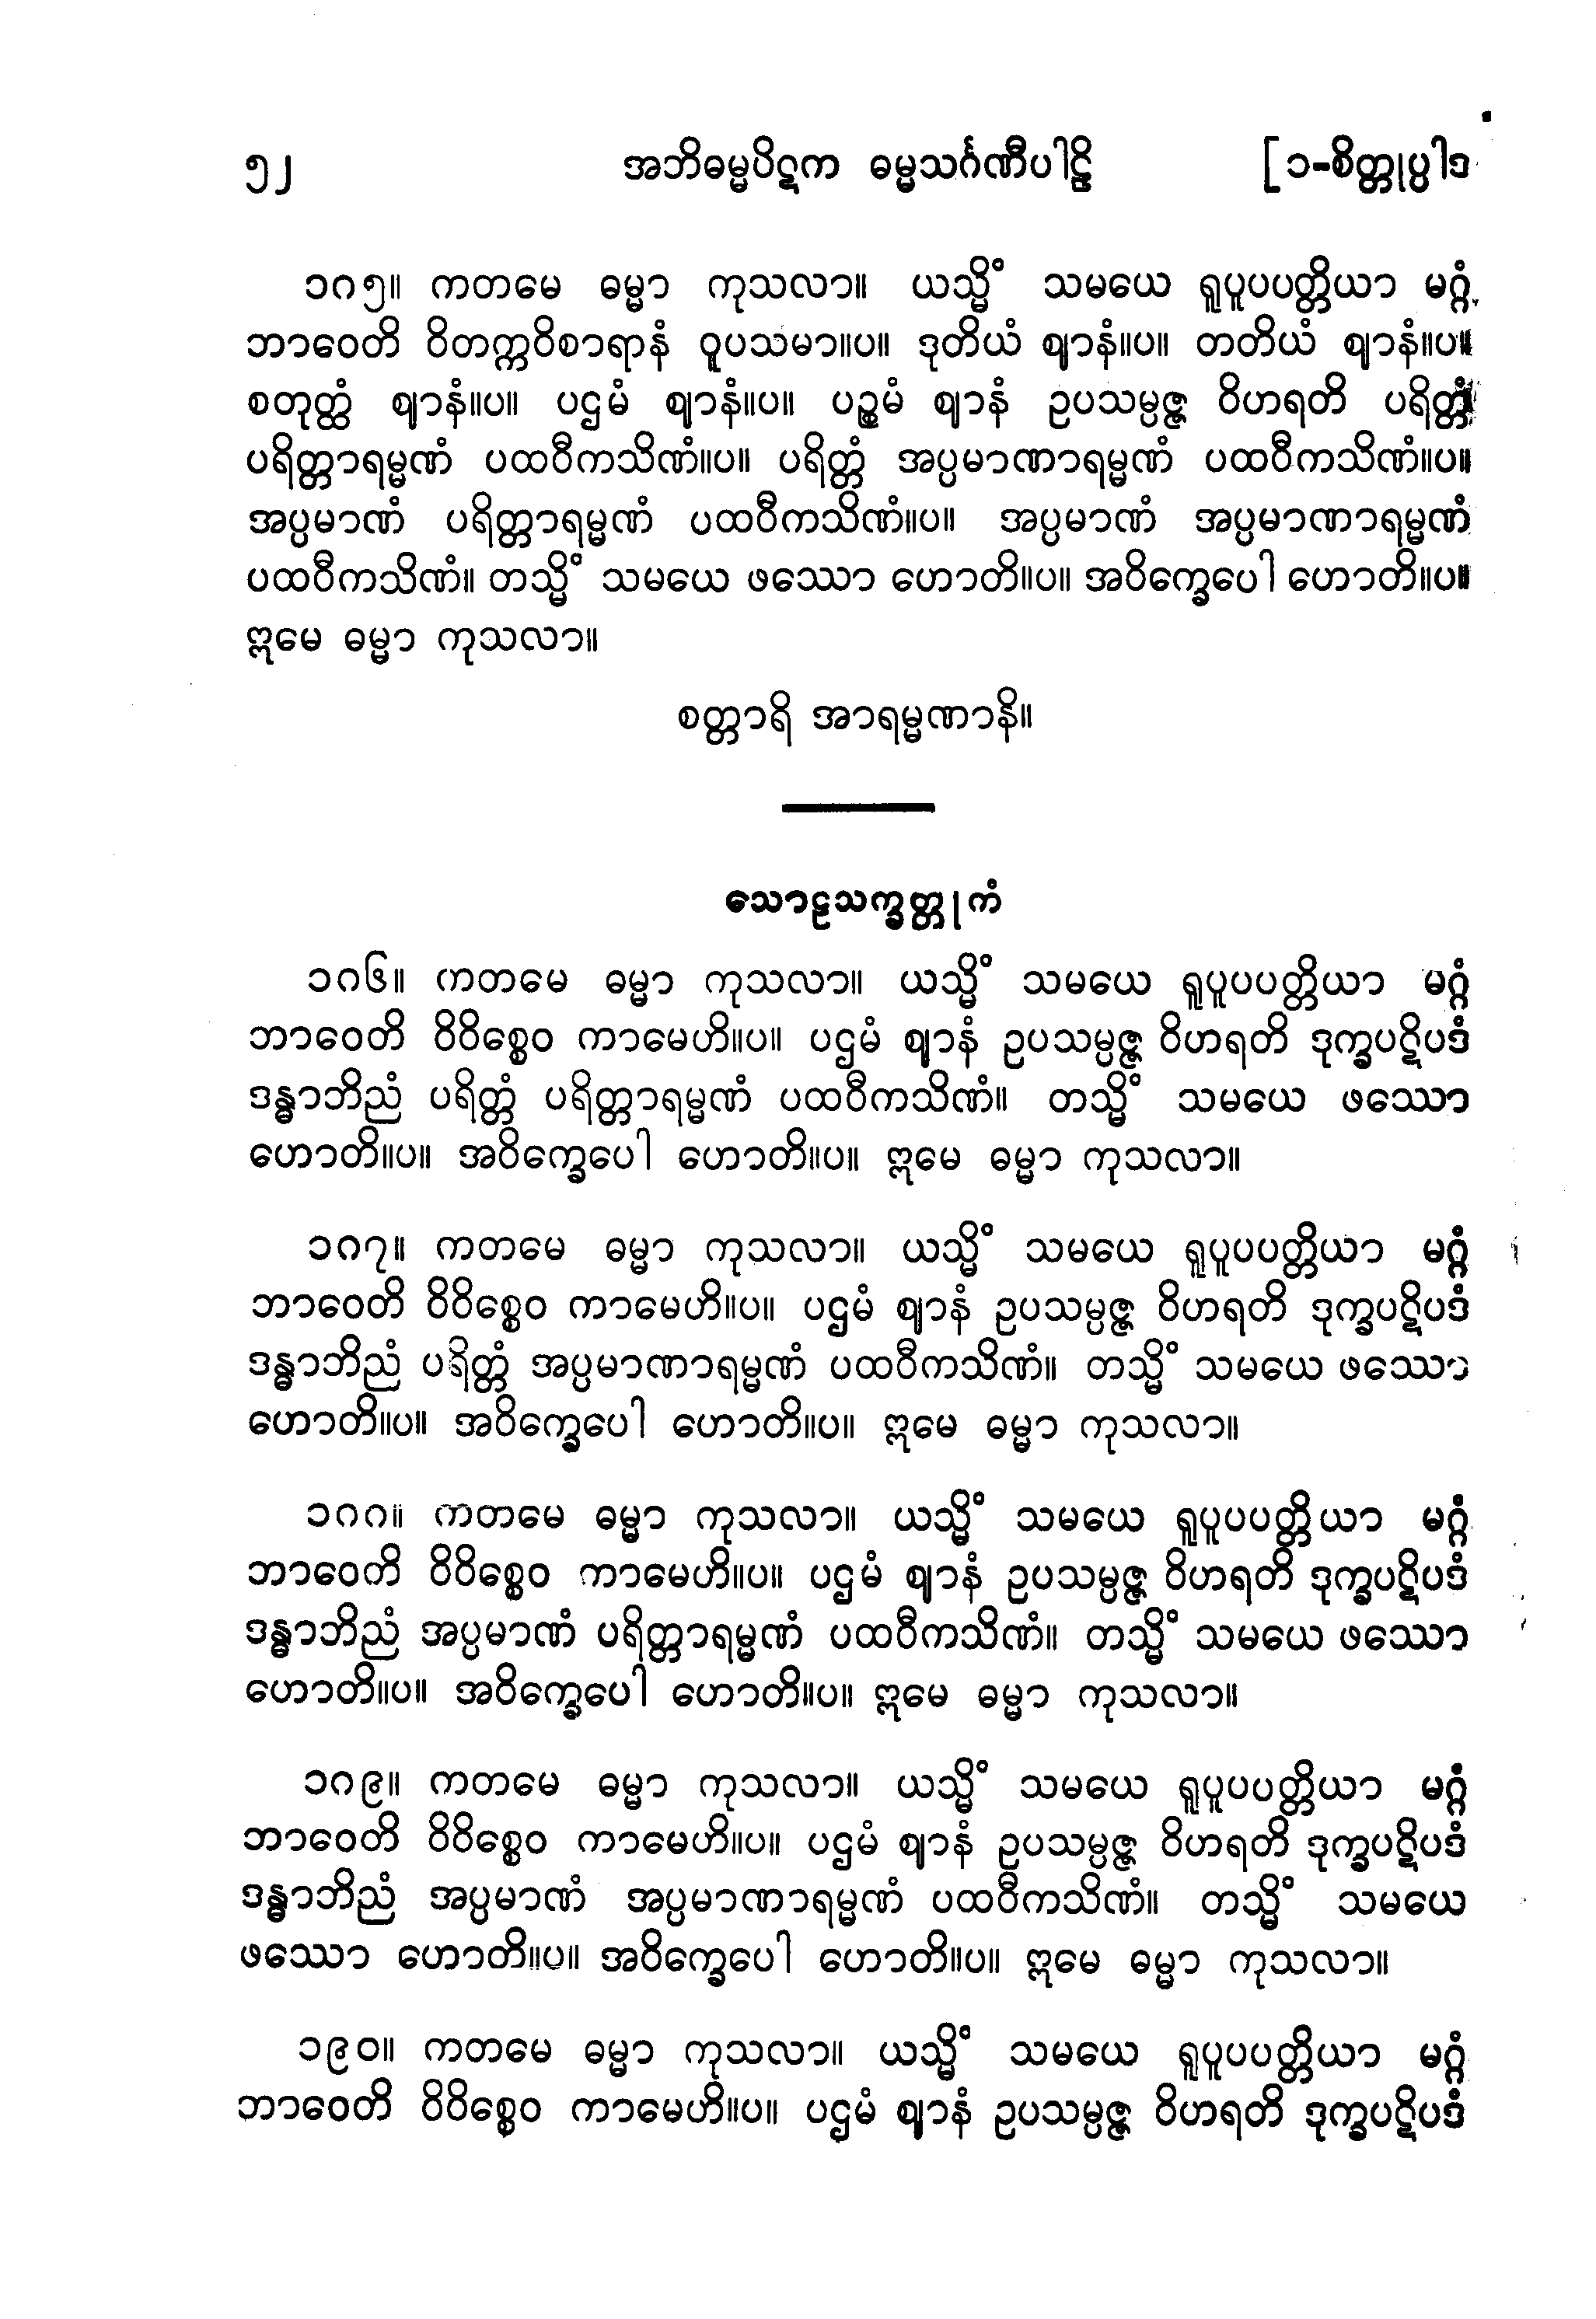 ၅၂ အဘိဓမ္မပိဋက ဓမ္မသင်္ဂဏီပါဠိ [၁-စိတ္တုပ္ပါဒ
၁၈၅။ ကတမေ ဓမ္မာ ကုသလာ။ ယသ္မိံ သမယေ ရူပူပပတ္တိယာ မဂ္ဂံ
ဘာဝေတိ ဝိတက္ကဝိစာရာနံ ဝူပသမာ။ပ။ ဒုတိယံ ဈာနံ။ပ။ တတိယံ ဈာနံ။ပ။
စတုတ္ထံ ဈာနံ။ပ။ ပဌမံ ဈာနံ။ပ။ ပဉ္စမံ ဈာနံ ဥပသမ္ပဇ္ဇ ဝိဟရတိ ပရိတ္တံ
ပရိတ္တာရမ္မဏံ ပထဝီကသိဏံ။ပ။ ပရိတ္တံ အပ္ပမာဏာရမ္မဏံ ပထဝီကသိဏံ။ပ။
အပ္ပမာဏံ ပရိတ္တာရမ္မဏံ ပထဝီကသိဏံ။ပ။ အပ္ပမာဏံ အပ္ပမာဏာရမ္မဏံ
ပထဝီကသိဏံ။ တသ္မိံ သမယေ ဖဿော ဟောတိ။ပ။ အဝိက္ခေပေါ ဟောတိ။ပ။
ဣမေ ဓမ္မာ ကုသလာ။
စတ္တာရိ အာရမ္မဏာနိ။
သောဠသက္ခတ္တုကံ
၁၈၆။ ကတမေ ဓမ္မာ ကုသလာ။ ယသ္မိံ သမယေ ရူပူပပတ္တိယာ မဂ္ဂံ
ဘာဝေတိ ဝိဝိစ္စေဝ ကာမေဟိ။ပ။ ပဌမံ ဈာနံ ဥပသမ္ပဇ္ဇ ဝိဟရတိ ဒုက္ခပဋိပဒံ
ဒန္ဓာဘိညံ ပရိတ္တံ ပရိတ္တာရမ္မဏံ ပထဝီကသိဏံ။ တသ္မိံ သမယေ ဖဿော
ဟောတိ။ပ။ အဝိက္ခေပေါ ဟောတိ။ပ။ ဣမေ ဓမ္မာ ကုသလာ။
၁၈၇။ ကတမေ ဓမ္မာ ကုသလာ။ ယသ္မိံ သမယေ ရူပူပပတ္တိယာ မဂ္ဂံ
ဘာဝေတိ ဝိဝိစ္စေဝ ကာမေဟိ။ပ။ ပဌမံ ဈာနံ ဥပသမ္ပဇ္ဇ ဝိဟရတိ ဒုက္ခပဋိပဒံ
ဒန္ဓာဘိညံ ပရိတ္တံ အပ္ပမာဏာရမ္မဏံ ပထဝီကသိဏံ။ တသ္မိံ သမယေ ဖဿော
ဟောတိ။ပ။ အဝိက္ခေပေါ ဟောတိ။ပ။ ဣမေ ဓမ္မာ ကုသလာ။
၁၈၈။ ကတမေ ဓမ္မာ ကုသလာ။ ယသ္မိံ သမယေ ရူပူပပတ္တိယာ မဂ္ဂံ
ဘာဝေတိ ဝိဝိစ္စေဝ ကာမေဟိ။ပ။ ပဌမံ ဈာနံ ဥပသမ္ပဇ္ဇ ဝိဟရတိ ဒုက္ခပဋိပဒံ
ဒန္ဓာဘိညံ အပ္ပမာဏံ ပရိတ္တာရမ္မဏံ ပထဝီကသိဏံ။ တသ္မိံ သမယေ ဖဿော
ဟောတိ။ပ။ အဝိက္ခေပေါ ဟောတိ။ပ။ ဣမေ ဓမ္မာ ကုသလာ။
၁၈၉။ ကတမေ ဓမ္မာ ကုသလာ။ ယသ္မိံ သမယေ ရူပူပပတ္တိယာ မဂ္ဂံ
ဘာဝေတိ ဝိဝိစ္စေဝ ကာမေဟိ။ပ။ ပဌမံ ဈာနံ ဥပသမ္ပဇ္ဇ ဝိဟရတိ ဒုက္ခပဋိပဒံ
ဒန္ဓာဘိညံ အပ္ပမာဏံ အပ္ပမာဏာရမ္မဏံ ပထဝီကသိဏံ။ တသ္မိံ သမယေ
ဖဿော ဟောတိ။ပ။ အဝိက္ခေပေါ ဟောတိ။ပ။ ဣမေ ဓမ္မာ ကုသလာ။
၁၉၀။ ကတမေ ဓမ္မာ ကုသလာ။ ယသ္မိံ သမယေ ရူပူပပတ္တိယာ မဂ္ဂံ
ဘာဝေတိ ဝိဝိစ္စေဝ ကာမေဟိ။ပ။ ပဌမံ ဈာနံ ဥပသမ္ပဇ္ဇ ဝိဟရတိ ဒုက္ခပဋိပဒံ